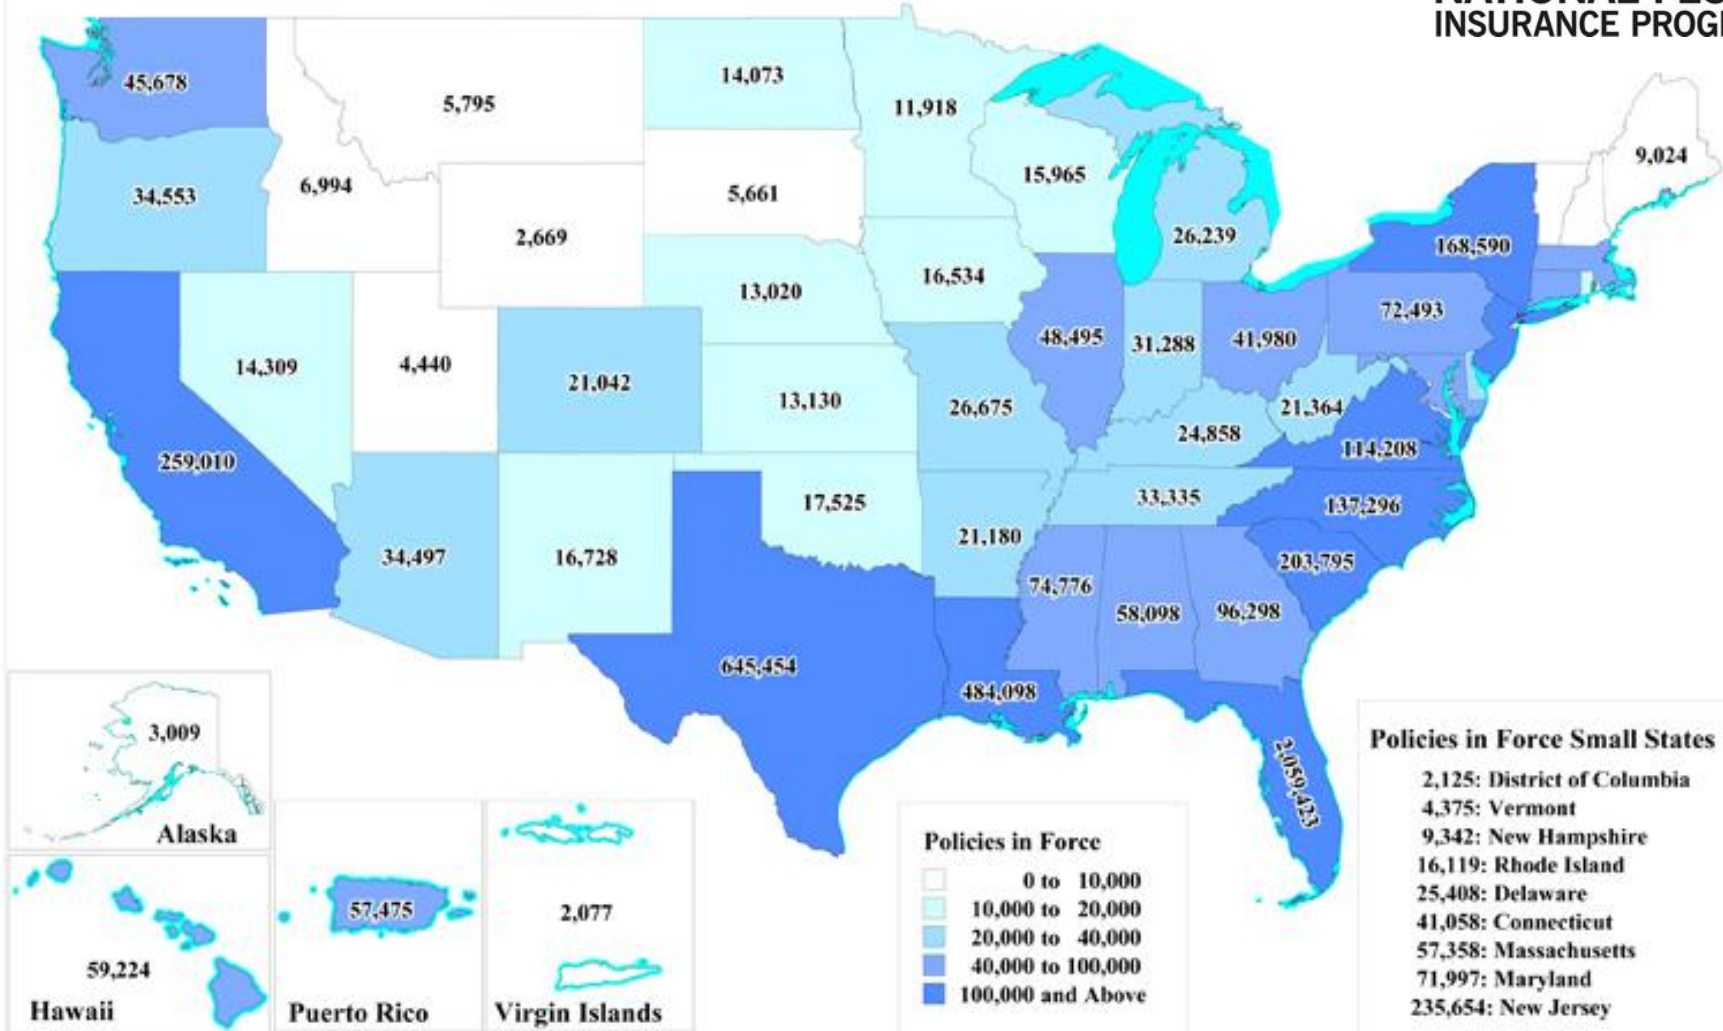 INSURANCE PROG
45,678
5,795
14,073
11,918
9,024
34,553
6,994
5,661
15,965
2,669
26,239
168,590
13,020
16,534
72,493
14,309
4,440
21,042
13,130
48,495
31,288
41,980
26,675
21,364
24,858
114,208
259,010
17,525
33,335
137,296
34,497
16,728
21,180
203,795
74,776
58,098
96,298
645,454
484,098
2,059,423
3,009
Alaska
59,224
Hawaii
57,475
Puerto Rico
2,077
Virgin Islands
Policies in Force
0 to 10,000
10,000 to 20,000
20,000 to 40,000
40,000 to 100,000
100,000 and Above
Policies in Force Small States
2,125: District of Columbia
4,375: Vermont
9,342: New Hampshire
16,119: Rhode Island
25,408: Delaware
41,058: Connecticut
57,358: Massachusetts
71,997: Maryland
235,654: New Jersey